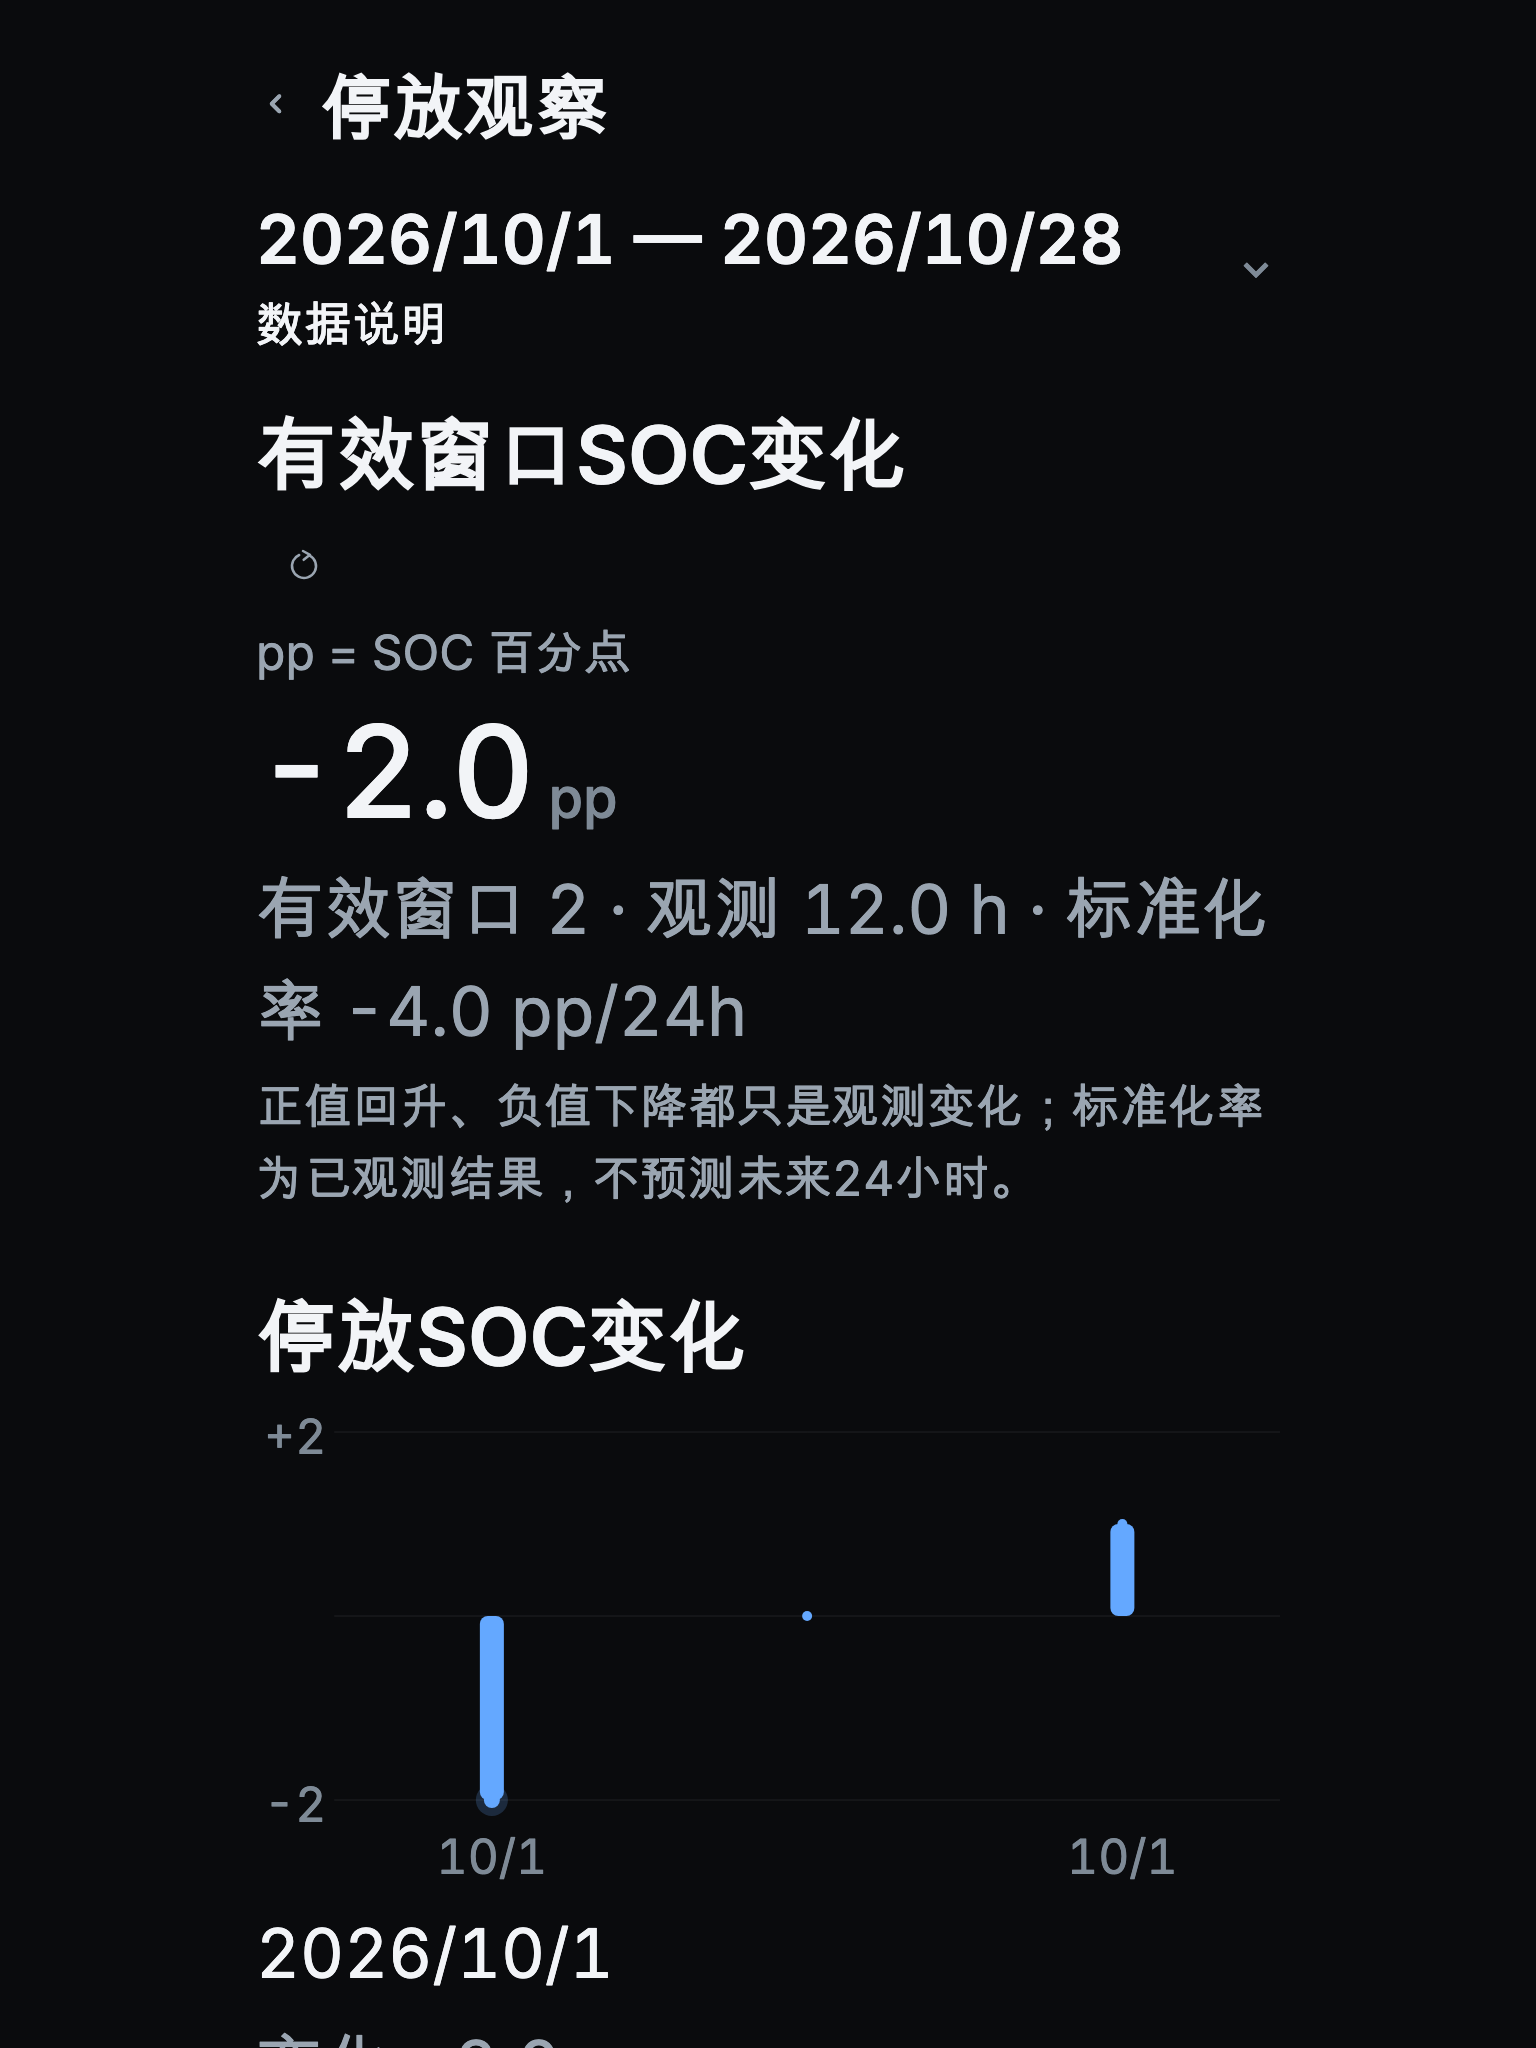 停放观察
2026/10/1 — 2026/10/28
数据说明
有效窗口SOC变化
pp = SOC 百分点
-2.0 pp
有效窗口 2 · 观测 12.0 h · 标准化
率 -4.0 pp/24h
正值回升、负值下降都只是观测变化；标准化率
为已观测结果，不预测未来24小时。
停放SOC变化
+2
-2
10/1 10/1
2026/10/1